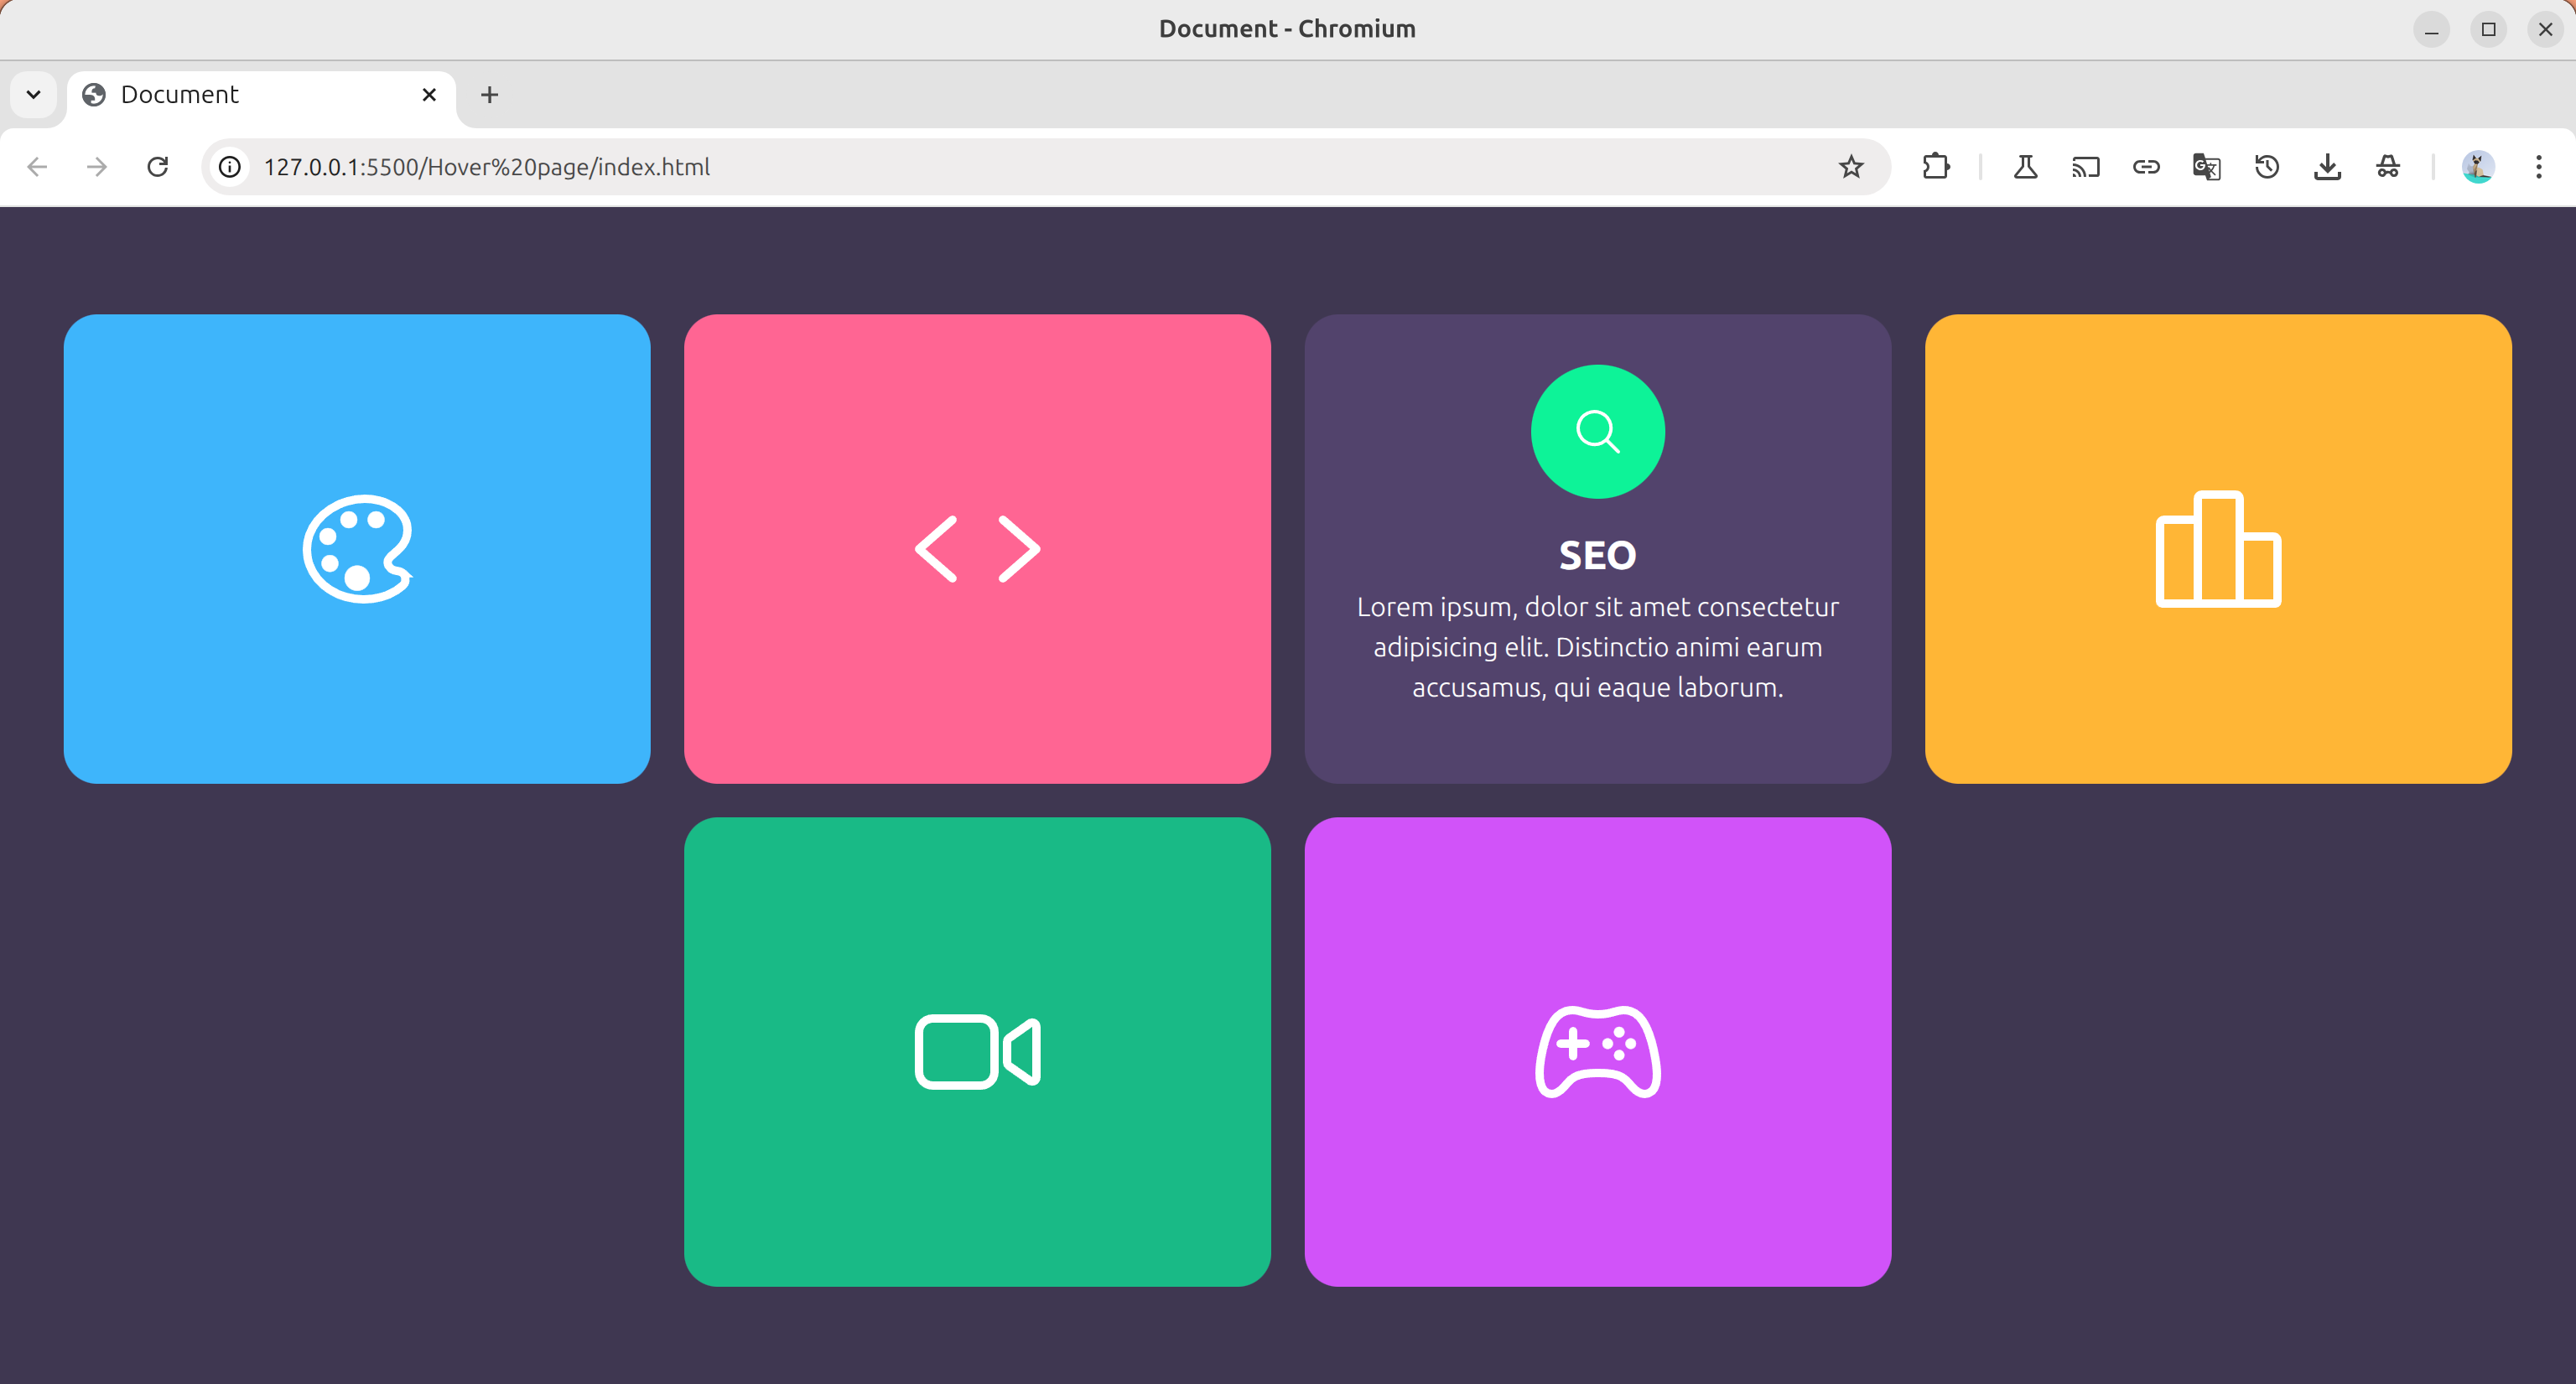 Document - Chromium
Document
127.0.0.1:5500/Hover%20page/index.html
SEO
Lorem ipsum, dolor sit amet consectetur
adipisicing elit. Distinctio animi earum
accusamus, qui eaque laborum.